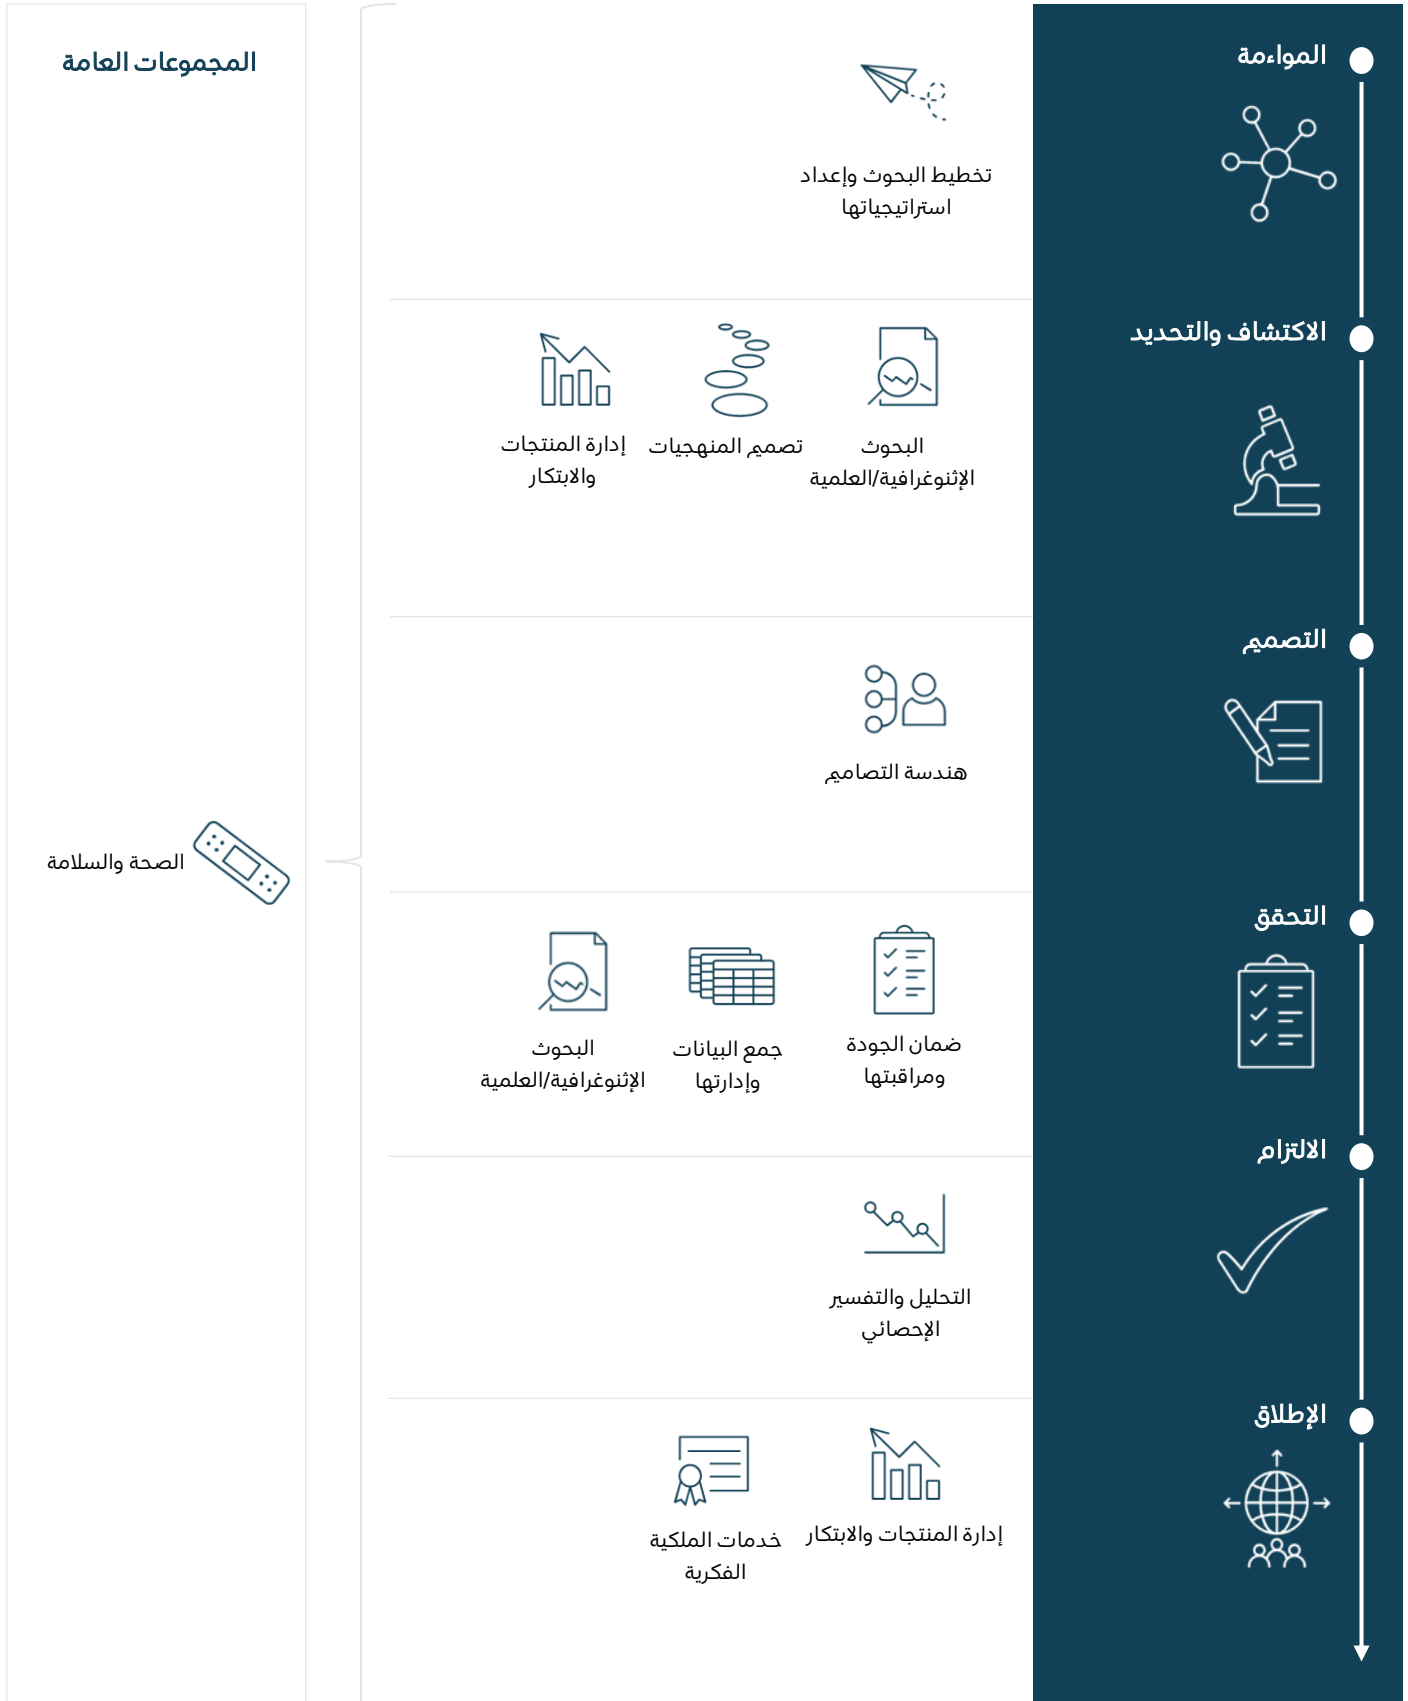 المواءمة
تخطيط البحوث وإعداد
استراتيجياتها
الاكتشاف والتحديد
البحوث
الإثنوغرافية/العلمية
تصميم المنهجيات
إدارة المنتجات
والابتكار
التصميم
هندسة التصاميم
التحقق
ضمان الجودة
ومراقبتها
جمع البيانات
وإدارتها
البحوث
الإثنوغرافية/العلمية
الالتزام
التحليل والتفسير
الإحصائي
الإطلاق
إدارة المنتجات والابتكار
خدمات الملكية
الفكرية
المجموعات العامة
الصحة والسلامة